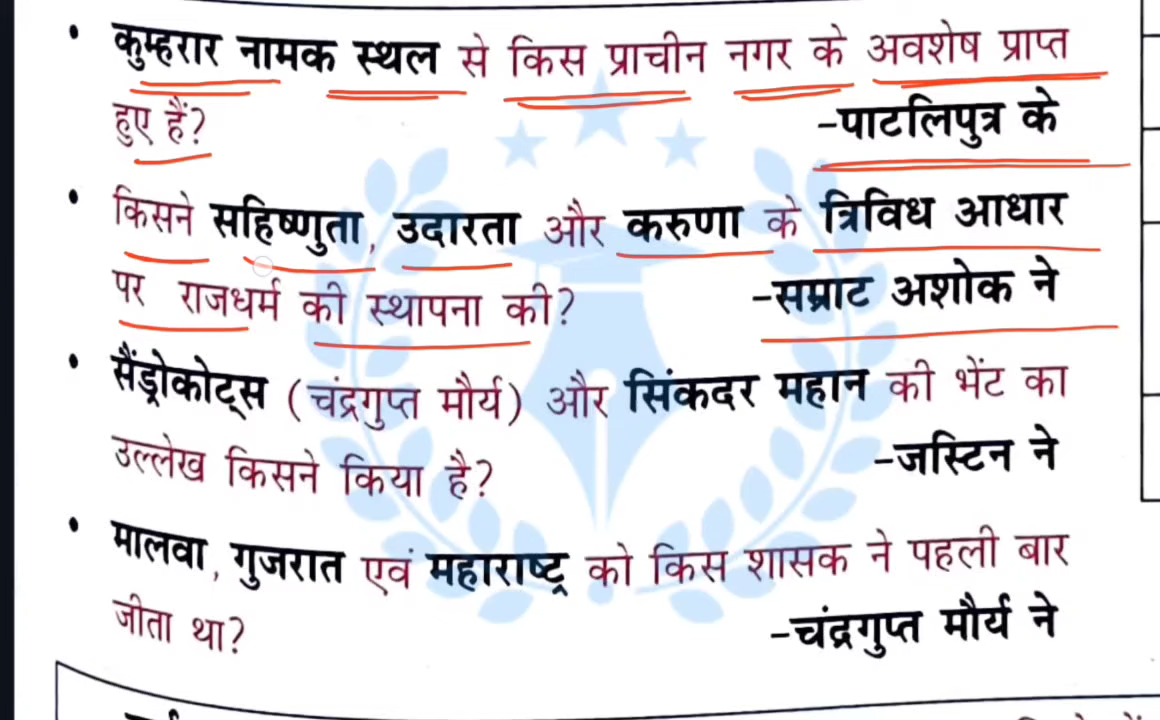 • कुम्हरार नामक स्थल से किस प्राचीन नगर के अवशेष प्राप्त
हुए हैं? -पाटलिपुत्र के
• किसने सहिष्णुता, उदारता और करुणा के त्रिविध आधार
पर राजधर्म की स्थापना की? -सम्राट अशोक ने
• सैंड्रोकोट्स (चंद्रगुप्त मौर्य) और सिंकदर महान की भेंट का
उल्लेख किसने किया है? -जस्टिन ने
• मालवा, गुजरात एवं महाराष्ट्र को किस शासक ने पहली बार
जीता था? -चंद्रगुप्त मौर्य ने